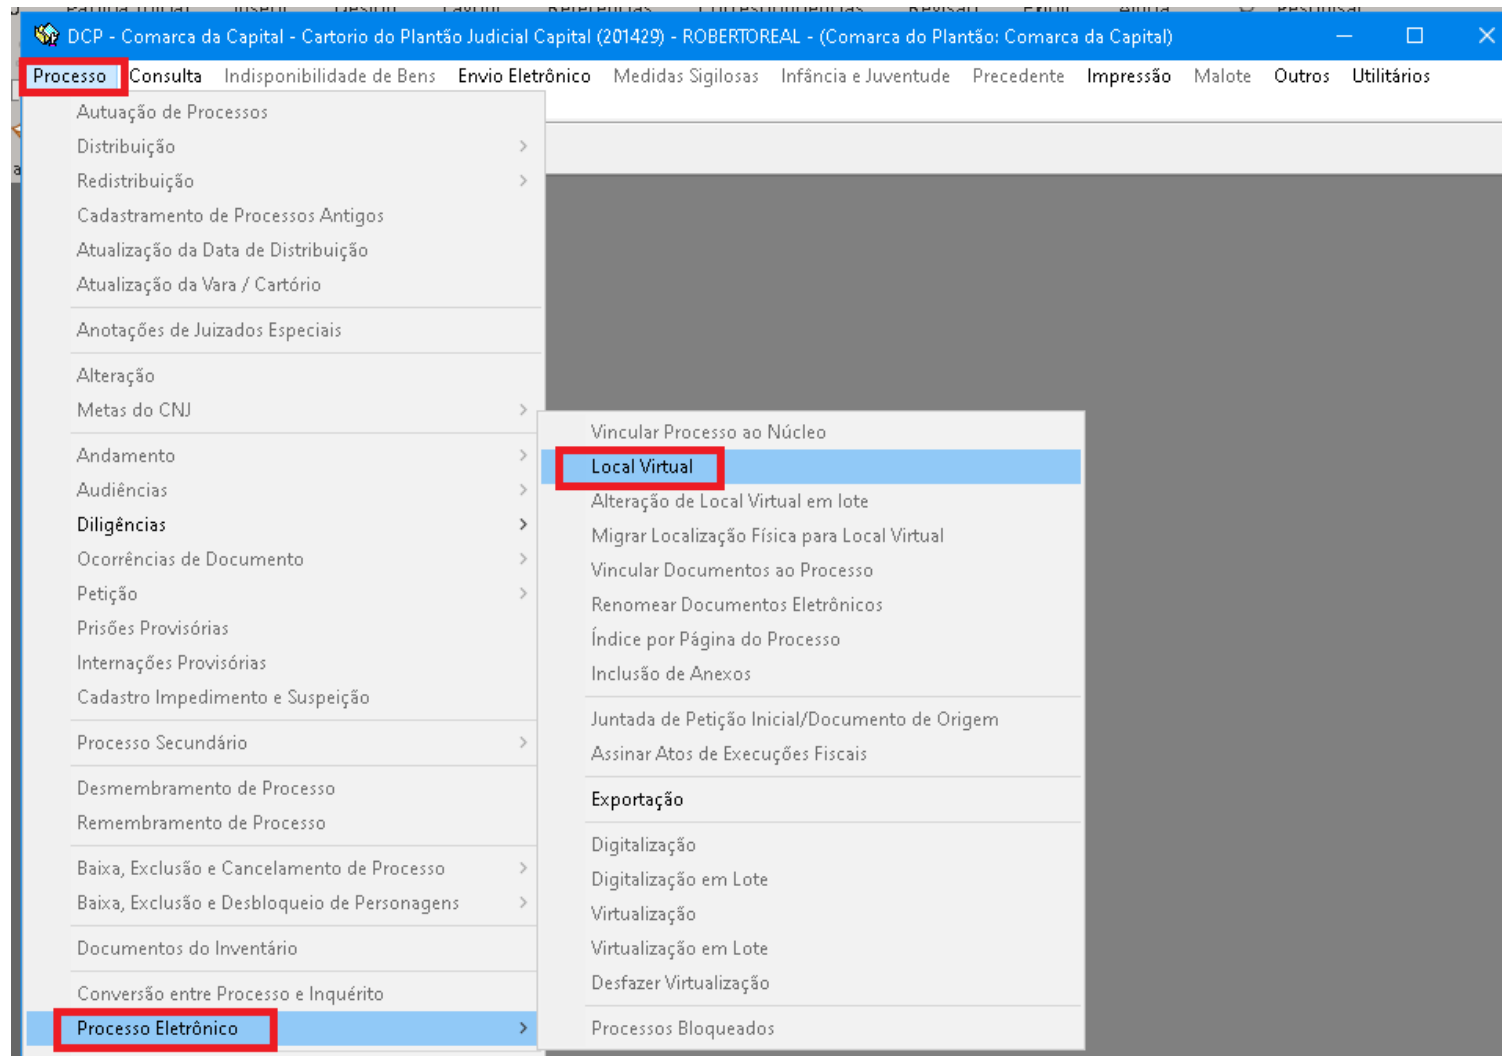 DCP - Comarca da Capital - Cartorio do Plantão Judicial Capital (201429) - ROBERTOREAL - (Comarca do Plantão: Comarca da Capital)
Processo Consulta Indisponibilidade de Bens Envio Eletrônico Medidas Sigilosas Infância e Juventude Precedente Impressão Malote Outros Utilitários
Autuação de Processos
Distribuição
Redistribuição
Cadastramento de Processos Antigos
Atualização da Data de Distribuição
Atualização da Vara / Cartório
Anotações de Juizados Especiais
Alteração
Metas do CNJ
Andamento
Audiências
Diligências
Ocorrências de Documento
Petição
Prisões Provisórias
Internações Provisórias
Cadastro Impedimento e Suspeição
Processo Secundário
Desmembramento de Processo
Remembramento de Processo
Baixa, Exclusão e Cancelamento de Processo
Baixa, Exclusão e Desbloqueio de Personagens
Documentos do Inventário
Conversão entre Processo e Inquérito
Processo Eletrônico
Vincular Processo ao Núcleo
Local Virtual
Alteração de Local Virtual em lote
Migrar Localização Física para Local Virtual
Vincular Documentos ao Processo
Renomear Documentos Eletrônicos
Índice por Página do Processo
Inclusão de Anexos
Juntada de Petição Inicial/Documento de Origem
Assinar Atos de Execuções Fiscais
Exportação
Digitalização
Digitalização em Lote
Virtualização
Virtualização em Lote
Desfazer Virtualização
Processos Bloqueados